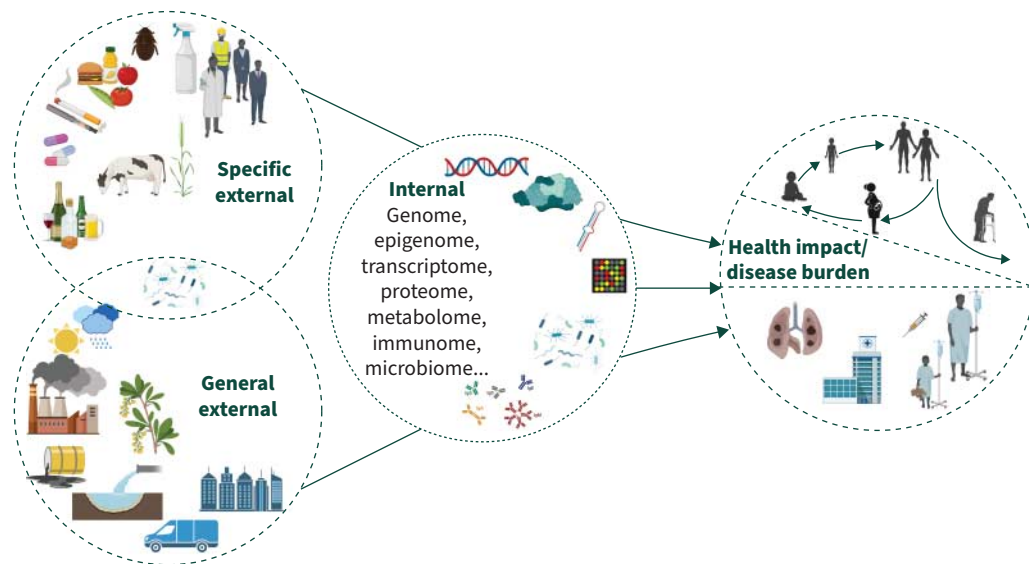 Specific
external
General
external
Internal
Genome,
epigenome,
transcriptome,
proteome,
metabolome,
immunome,
microbiome...
Health impact/
disease burden